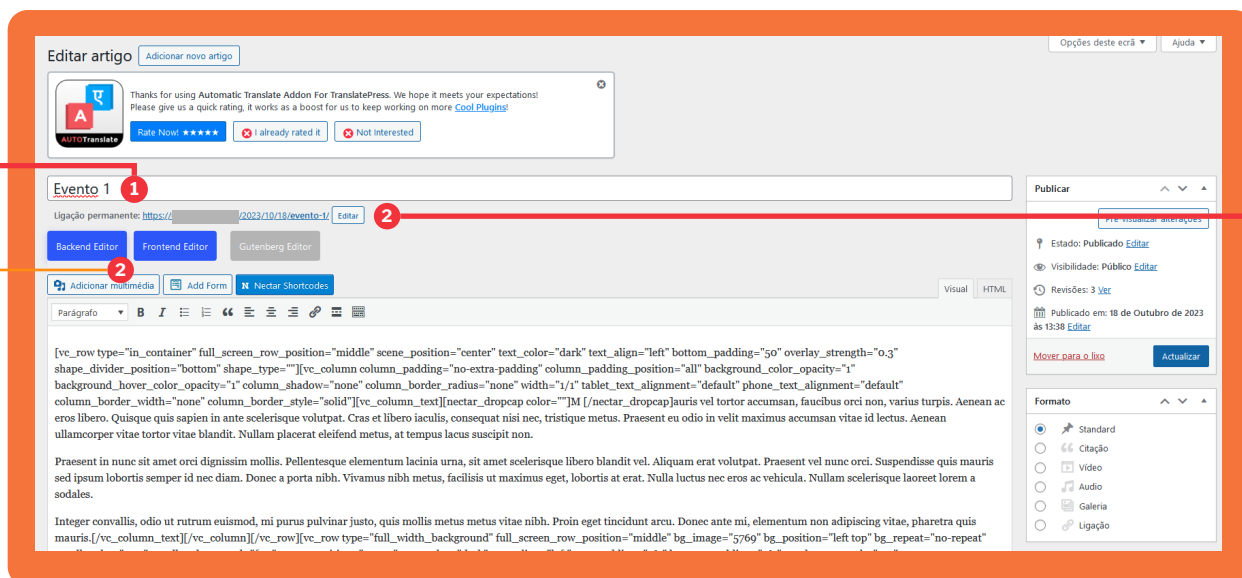 Opções deste ecrã ▼ Ajuda ▼
Editar artigo Adicionar novo artigo
Thanks for using Automatic Translate Addon For TranslatePress. We hope it meets your expectations!
Please give us a quick rating, it works as a boost for us to keep working on more Cool Plugins!
ए A AUTOTranslate
Rate Now! ★★★★★ I already rated it Not Interested
Evento 1 1
Ligação permanente: https:// /2023/10/18/evento-1/ Editar 2
Backend Editor Frontend Editor Gutenberg Editor
2
Adicionar multimédia Add Form N Nectar Shortcodes Visual HTML
Parágrafo ▼ B I
[vc_row type="in_container" full_screen_row_position="middle" scene_position="center" text_color="dark" text_align="left" bottom_padding="50" overlay_strength="0.3"
shape_divider_position="bottom" shape_type=""][vc_column column_padding="no-extra-padding" column_padding_position="all" background_color_opacity="1"
background_hover_color_opacity="1" column_shadow="none" column_border_radius="none" width="1/1" tablet_text_alignment="default" phone_text_alignment="default"
column_border_width="none" column_border_style="solid"][vc_column_text][nectar_dropcap color=""]M [/nectar_dropcap]auris vel tortor accumsan, faucibus orci non, varius turpis. Aenean ac
eros libero. Quisque quis sapien in ante scelerisque volutpat. Cras et libero iaculis, consequat nisi nec, tristique metus. Praesent eu odio in velit maximus accumsan vitae id lectus. Aenean
ullamcorper vitae tortor vitae blandit. Nullam placerat eleifend metus, at tempus lacus suscipit non.
Praesent in nunc sit amet orci dignissim mollis. Pellentesque elementum lacinia urna, sit amet scelerisque libero blandit vel. Aliquam erat volutpat. Praesent vel nunc orci. Suspendisse quis mauris
sed ipsum lobortis semper id nec diam. Donec a porta nibh. Vivamus nibh metus, facilisis ut maximus eget, lobortis at erat. Nulla luctus nec eros ac vehicula. Nullam scelerisque laoreet lorem a
sodales.
Integer convallis, odio ut rutrum euismod, mi purus pulvinar justo, quis mollis metus metus vitae nibh. Proin eget tincidunt arcu. Donec ante mi, elementum non adipiscing vitae, pharetra quis
mauris.[/vc_column_text][/vc_column][/vc_row][vc_row type="full_width_background" full_screen_row_position="middle" bg_image="5769" bg_position="left top" bg_repeat="no-repeat"
Publicar
Pré-visualizar alterações
Estado: Publicado Editar
Visibilidade: Público Editar
Revisões: 3 Ver
Publicado em: 18 de Outubro de 2023
às 13:38 Editar
Mover para o lixo Actualizar
Formato
Standard
Citação
Vídeo
Audio
Galeria
Ligação